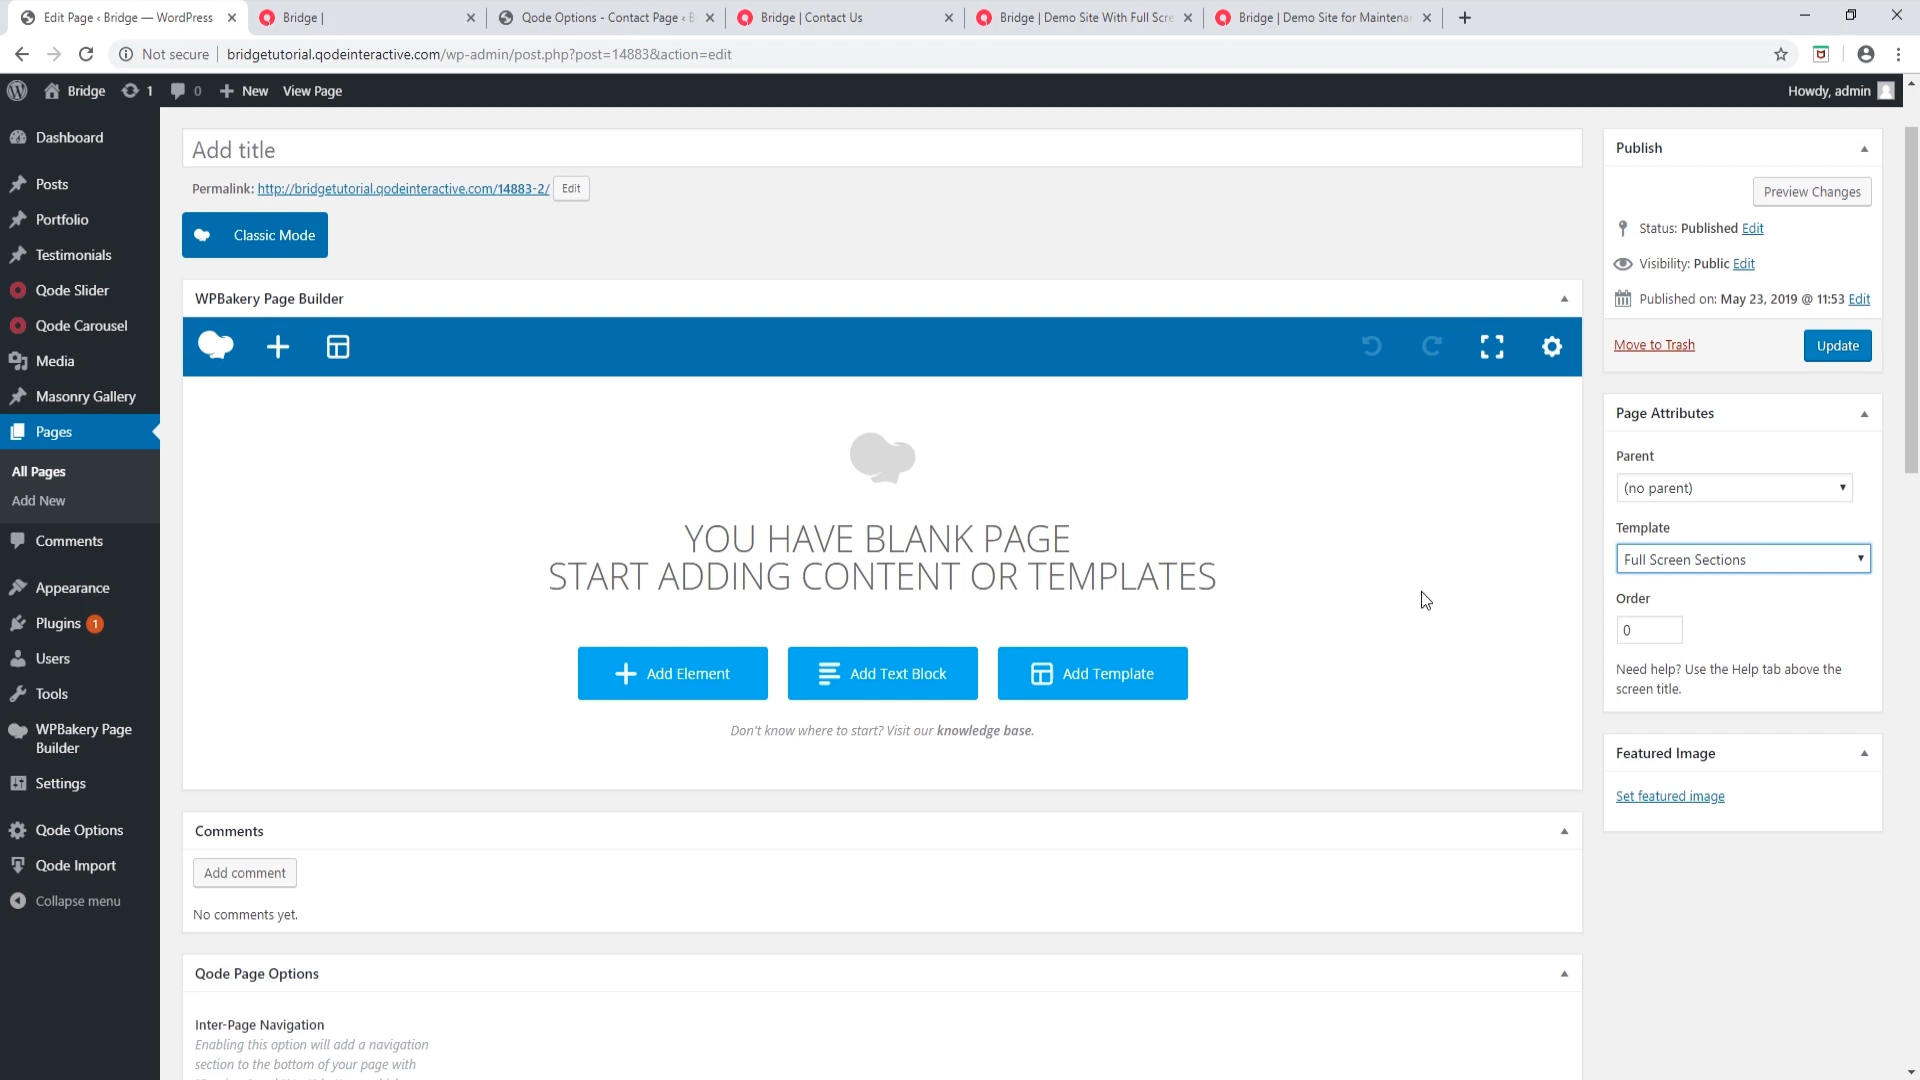 Edit Page ‹ Bridge — WordPress
Bridge |
Qode Options - Contact Page ‹ B
Bridge | Contact Us
Bridge | Demo Site With Full Scre
Bridge | Demo Site for Maintena
Not secure
bridgetutorial.qodeinteractive.com/wp-admin/post.php?post=14883&action=edit
Bridge
1
0
New
View Page
Howdy, admin
Dashboard
Posts
Portfolio
Testimonials
Qode Slider
Qode Carousel
Media
Masonry Gallery
Pages
All Pages
Add New
Comments
Appearance
Plugins 1
Users
Tools
WPBakery Page
Builder
Settings
Qode Options
Qode Import
Collapse menu
Add title
Permalink: http://bridgetutorial.qodeinteractive.com/14883-2/ Edit
Classic Mode
WPBakery Page Builder
YOU HAVE BLANK PAGE
START ADDING CONTENT OR TEMPLATES
Add Element
Add Text Block
Add Template
Don't know where to start? Visit our knowledge base.
Comments
Add comment
No comments yet.
Qode Page Options
Inter-Page Navigation
Enabling this option will add a navigation
section to the bottom of your page with
Publish
Preview Changes
Status: Published Edit
Visibility: Public Edit
Published on: May 23, 2019 @ 11:53 Edit
Move to Trash
Update
Page Attributes
Parent
(no parent)
Template
Full Screen Sections
Order
0
Need help? Use the Help tab above the
screen title.
Featured Image
Set featured image